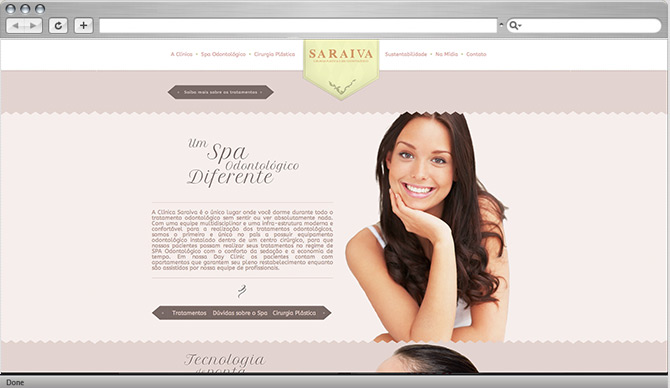 A Clínica • Spa Odontológico • Cirurgia Plástica
SARAIVA
Sustentabilidade • Na Mídia • Contato
Saiba mais sobre os tratamentos
Um
Spa
Odontológico
Diferente
A Clínica Saraiva é o único lugar onde você dorme durante todo o
tratamento odontológico sem sentir ou ver absolutamente nada.
Com uma equipe multidisciplinar e uma infra-estrutura moderna e
confortável para a realização dos tratamentos odontológicos,
somos o primeiro e único no país a possuir equipamento
odontológico instalado dentro de um centro cirúrgico, para que
nossos pacientes possam realizar seus tratamentos no regime de
SPA Odontológico com o conforto da sedação e a economia de
tempo. Em nosso Day Clinic os pacientes contam com
apartamentos que garantem seu pleno restabelecimento enquanto
são assistidos por nossa equipe de profissionais.
Tratamentos Dúvidas sobre o Spa Cirurgia Plástica
Tecnologia
de ponta
Done